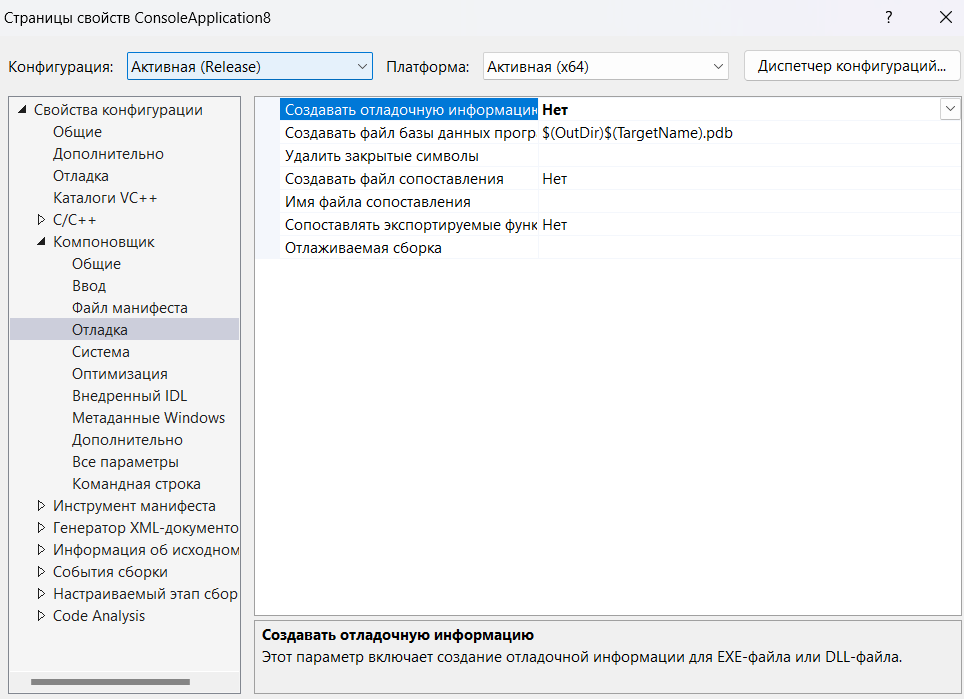 Страницы свойств ConsoleApplication8
?
Конфигурация: Активная (Release) Платформа: Активная (x64) Диспетчер конфигураций...
Свойства конфигурации
Общие
Дополнительно
Отладка
Каталоги VC++
C/C++
Компоновщик
Общие
Ввод
Файл манифеста
Отладка
Система
Оптимизация
Внедренный IDL
Метаданные Windows
Дополнительно
Все параметры
Командная строка
Инструмент манифеста
Генератор XML-документо
Информация об исходном
События сборки
Настраиваемый этап сбор
Code Analysis
Создавать отладочную информацию Нет
Создавать файл базы данных прогр $(OutDir)$(TargetName).pdb
Удалить закрытые символы
Создавать файл сопоставления Нет
Имя файла сопоставления
Сопоставлять экспортируемые функ Нет
Отлаживаемая сборка
Создавать отладочную информацию
Этот параметр включает создание отладочной информации для EXE-файла или DLL-файла.